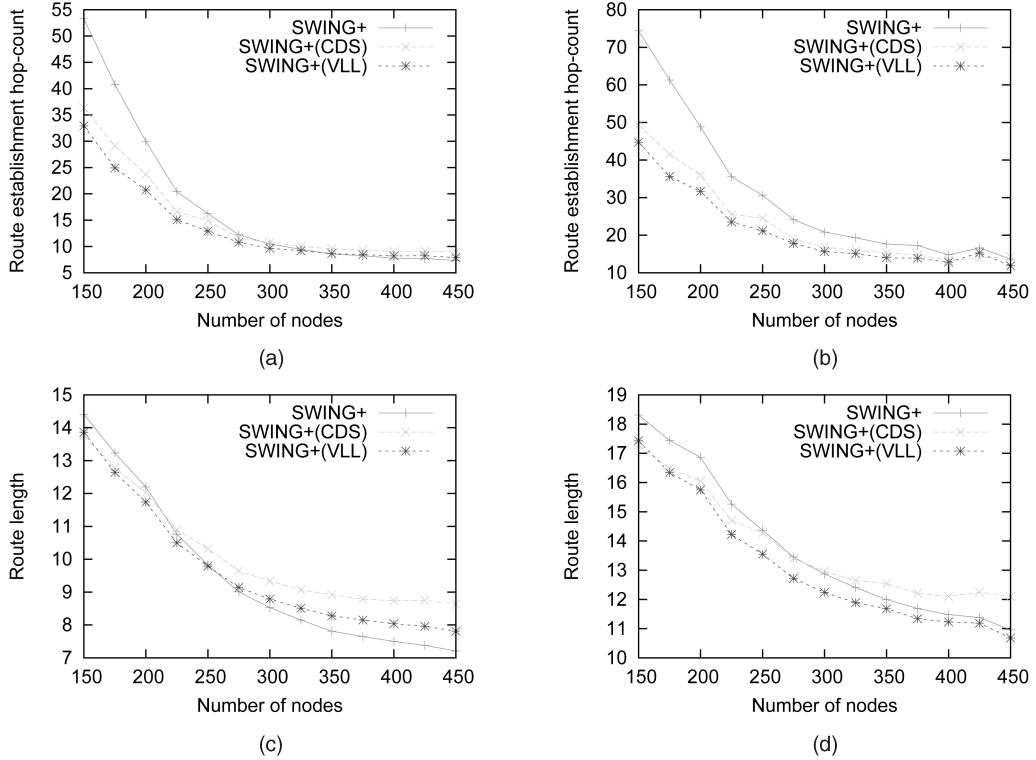 55
50
45
40
35
30
25
20
15
10
5
Route establishment hop-count
SWING+
SWING+(CDS)
SWING+(VLL)
150 200 250 300 350 400 450
Number of nodes
(a)
80
70
60
50
40
30
20
10
Route establishment hop-count
SWING+
SWING+(CDS)
SWING+(VLL)
150 200 250 300 350 400 450
Number of nodes
(b)
15
14
13
12
11
10
9
8
7
Route length
SWING+
SWING+(CDS)
SWING+(VLL)
150 200 250 300 350 400 450
Number of nodes
(c)
19
18
17
16
15
14
13
12
11
10
Route length
SWING+
SWING+(CDS)
SWING+(VLL)
150 200 250 300 350 400 450
Number of nodes
(d)